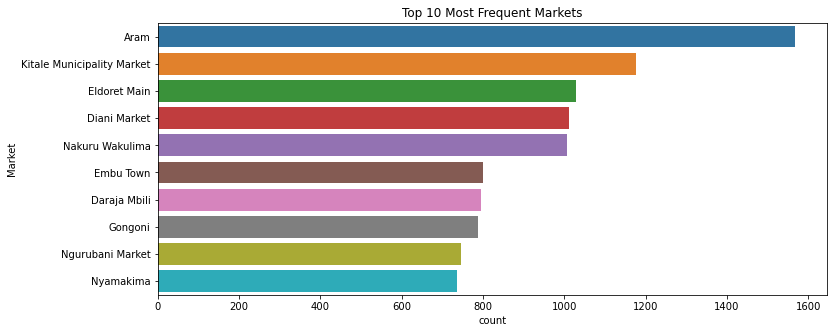 Top 10 Most Frequent Markets
Market
Aram
Kitale Municipality Market
Eldoret Main
Diani Market
Nakuru Wakulima
Embu Town
Daraja Mbili
Gongoni
Ngurubani Market
Nyamakima
0 200 400 600 800 1000 1200 1400 1600
count